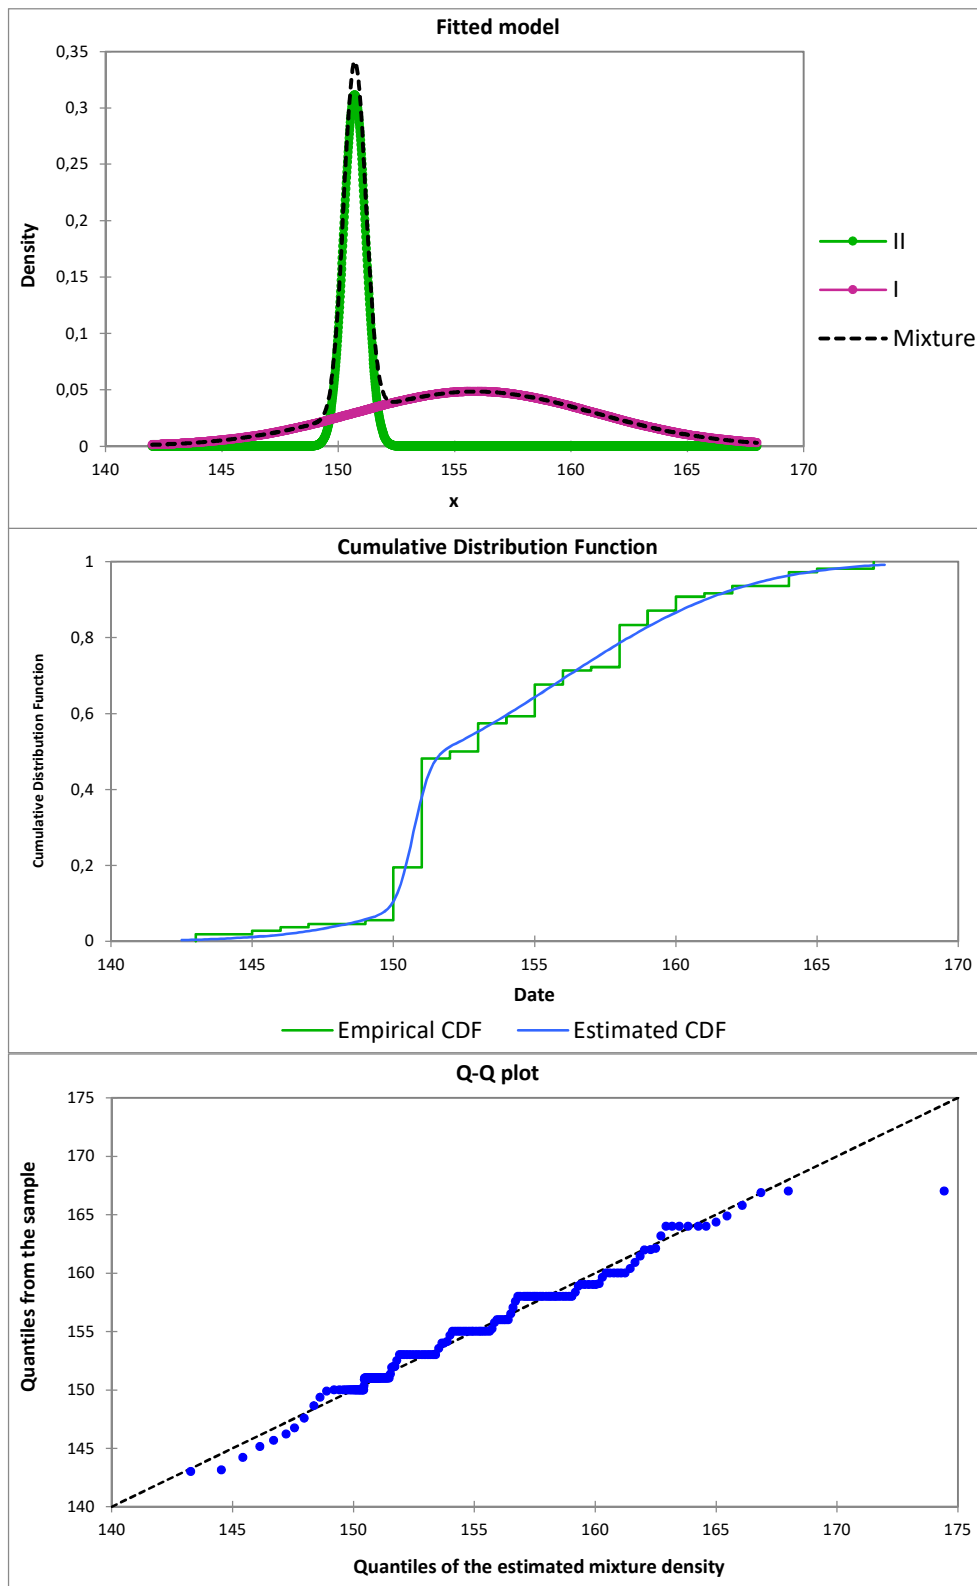 Fitted model
0,35
0,3
0,25
0,2
0,15
0,1
0,05
0
Density
140 145 150 155 160 165 170
x
II
I
Mixture
Cumulative Distribution Function
1
0,8
0,6
0,4
0,2
0
Cumulative Distribution Function
140 145 150 155 160 165 170
Date
Empirical CDF Estimated CDF
Q-Q plot
175
170
165
160
155
150
145
140
Quantiles from the sample
140 145 150 155 160 165 170 175
Quantiles of the estimated mixture density